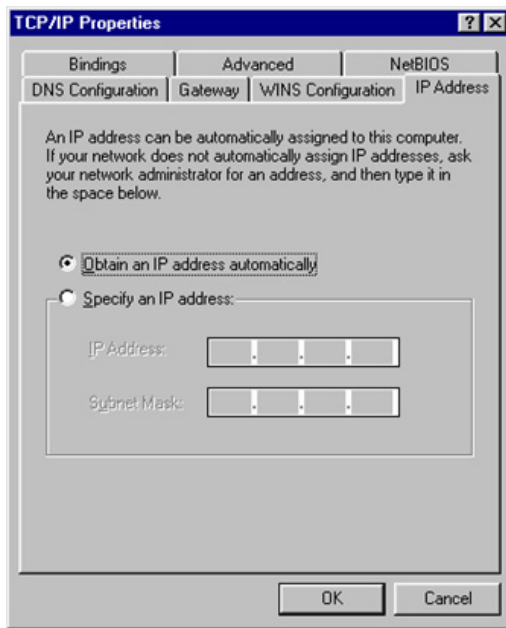 TCP/IP Properties
Bindings Advanced NetBIOS
DNS Configuration Gateway WINS Configuration IP Address
An IP address can be automatically assigned to this computer.
If your network does not automatically assign IP addresses, ask
your network administrator for an address, and then type it in
the space below.
Obtain an IP address automatically
Specify an IP address:
IP Address:
Subnet Mask:
OK Cancel